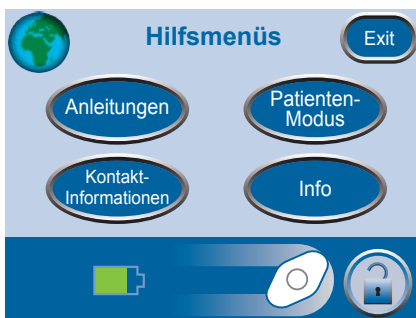 Hilfsmenüs
Exit
Anleitungen
Patienten-
Modus
Kontakt-
Informationen
Info